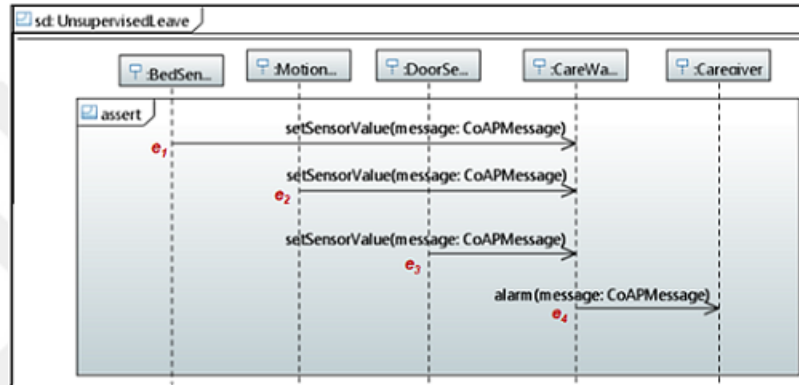 sd: UnsupervisedLeave
:BedSen... :Motion... :DoorSe... :CareWa... :Caregiver
assert
setSensorValue(message: CoAPMessage)
e1
setSensorValue(message: CoAPMessage)
e2
setSensorValue(message: CoAPMessage)
e3
alarm(message: CoAPMessage)
e4